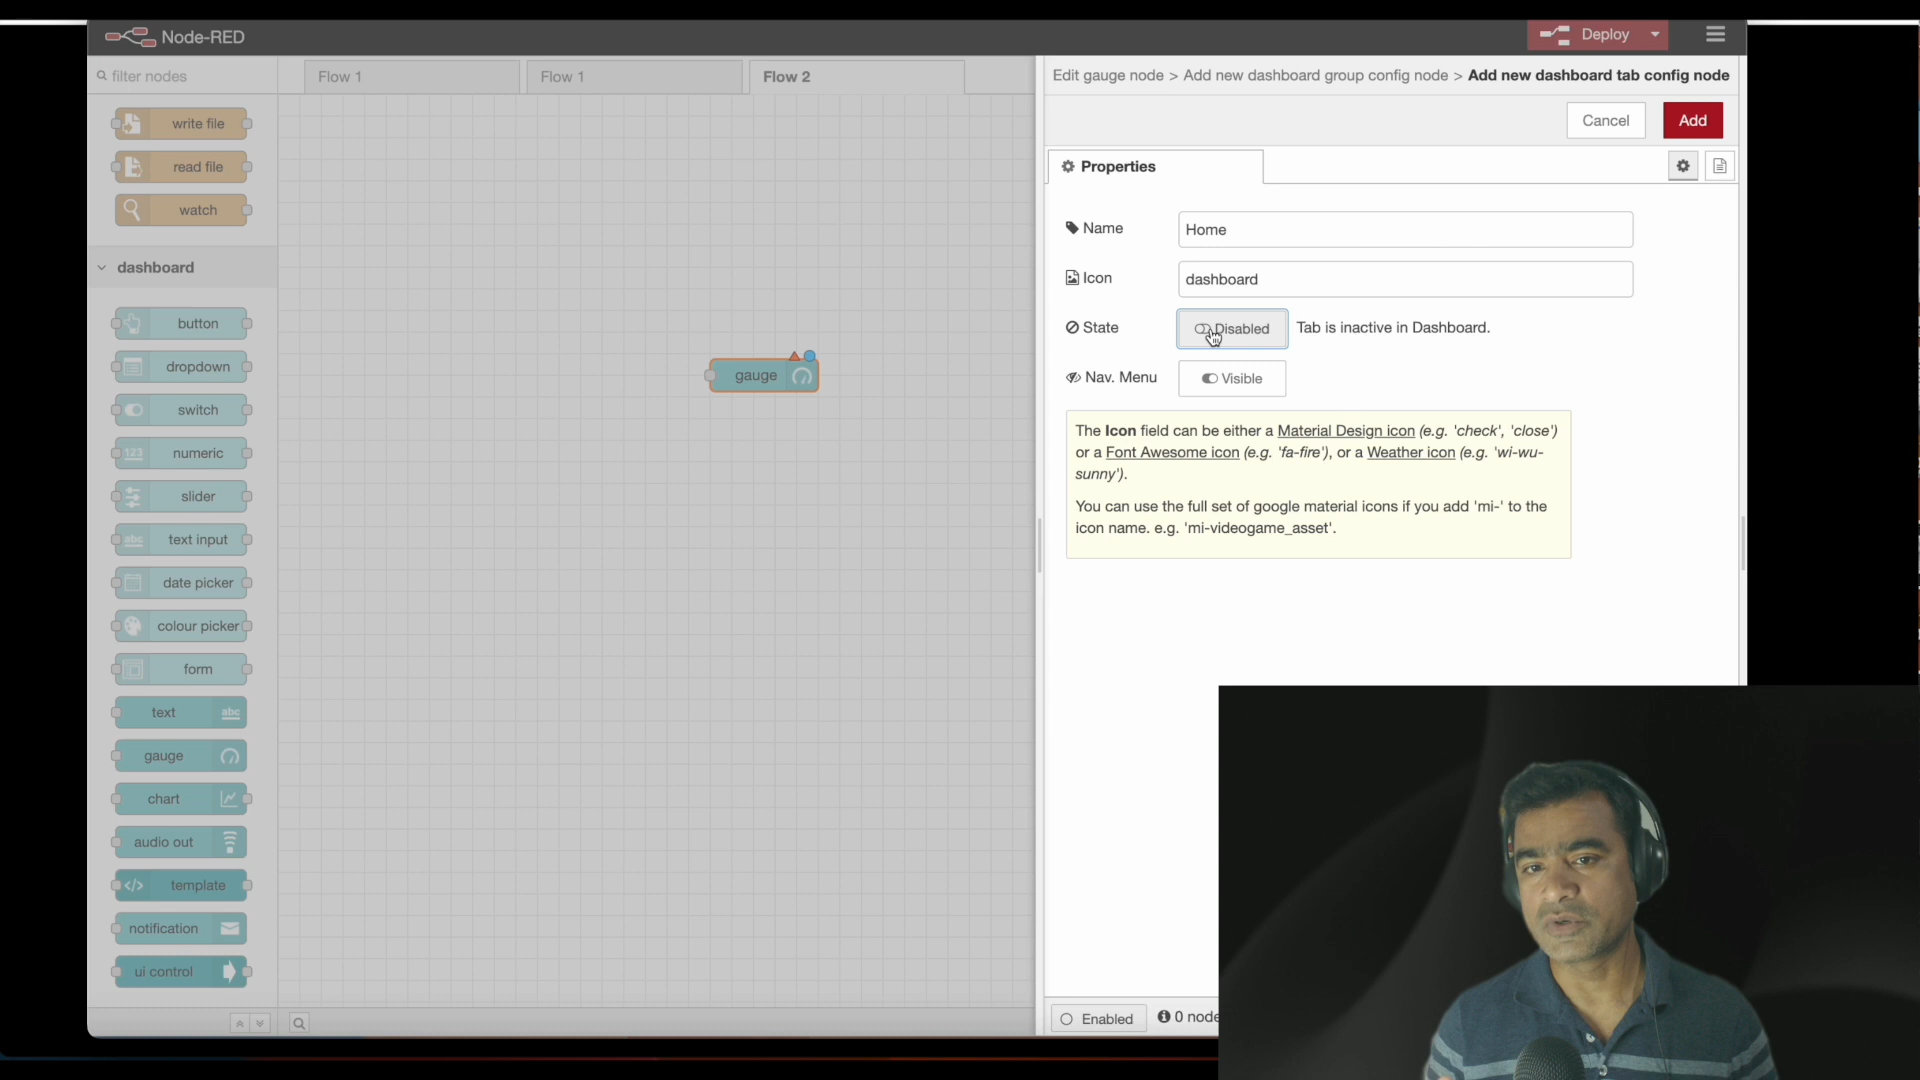 Node-RED
Deploy
filter nodes
Flow 1
Flow 1
Flow 2
Edit gauge node > Add new dashboard group config node > Add new dashboard tab config node
Cancel
Add
Properties
write file
read file
watch
dashboard
button
dropdown
switch
123 numeric
slider
abc text input
date picker
colour picker
form
text abc
gauge
chart
audio out
</> template
notification
ui control
gauge
Name
Home
Icon
dashboard
State
Disabled
Tab is inactive in Dashboard.
Nav. Menu
Visible
The Icon field can be either a Material Design icon (e.g. 'check', 'close')
or a Font Awesome icon (e.g. 'fa-fire'), or a Weather icon (e.g. 'wi-wu-
sunny').
You can use the full set of google material icons if you add 'mi-' to the
icon name. e.g. 'mi-videogame_asset'.
Enabled
0 node